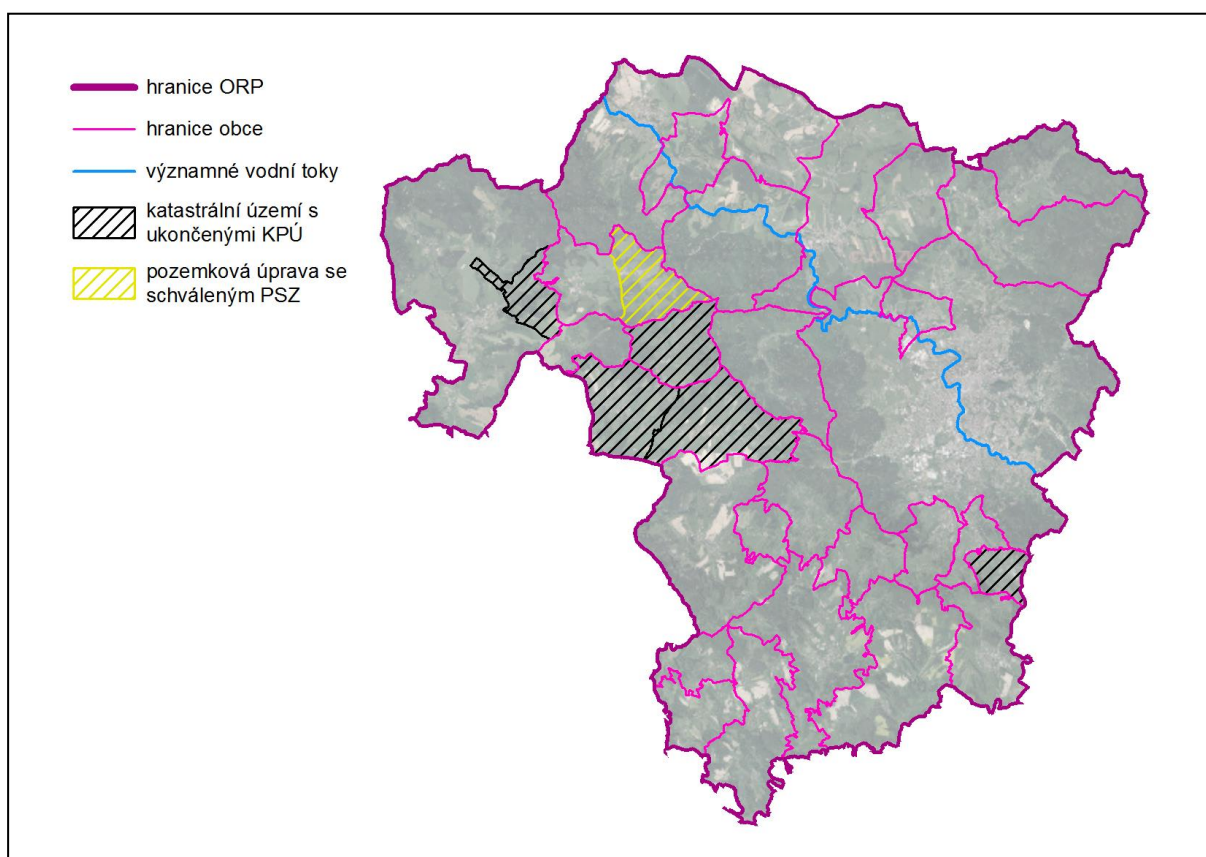 hranice ORP
hranice obce
významné vodní toky
katastrální území s
ukončenými KPÚ
pozemková úprava se
schváleným PSZ